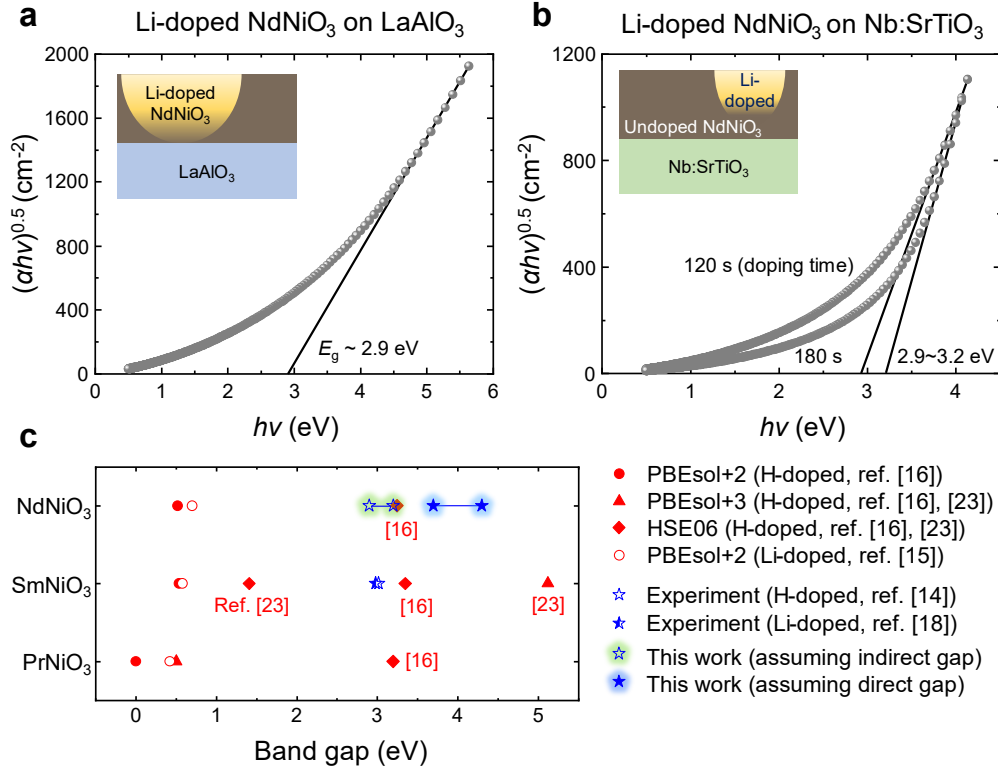 a
Li-doped NdNiO₃ on LaAlO₃
2000
1600
1200
800
400
0
(αhν)^0.5 (cm⁻²)
Li-doped
NdNiO₃
LaAlO₃
E_g ~ 2.9 eV
0 1 2 3 4 5 6
hν (eV)
b
Li-doped NdNiO₃ on Nb:SrTiO₃
1200
800
400
0
(αhν)^0.5 (cm⁻²)
Li-
doped
Undoped NdNiO₃
Nb:SrTiO₃
120 s (doping time)
180 s
2.9~3.2 eV
0 1 2 3 4
hν (eV)
c
NdNiO₃
[16]
SmNiO₃
Ref. [23]
[16]
[23]
PrNiO₃
[16]
0 1 2 3 4 5
Band gap (eV)
PBEsol+2 (H-doped, ref. [16])
PBEsol+3 (H-doped, ref. [16], [23])
HSE06 (H-doped, ref. [16], [23])
PBEsol+2 (Li-doped, ref. [15])
Experiment (H-doped, ref. [14])
Experiment (Li-doped, ref. [18])
This work (assuming indirect gap)
This work (assuming direct gap)